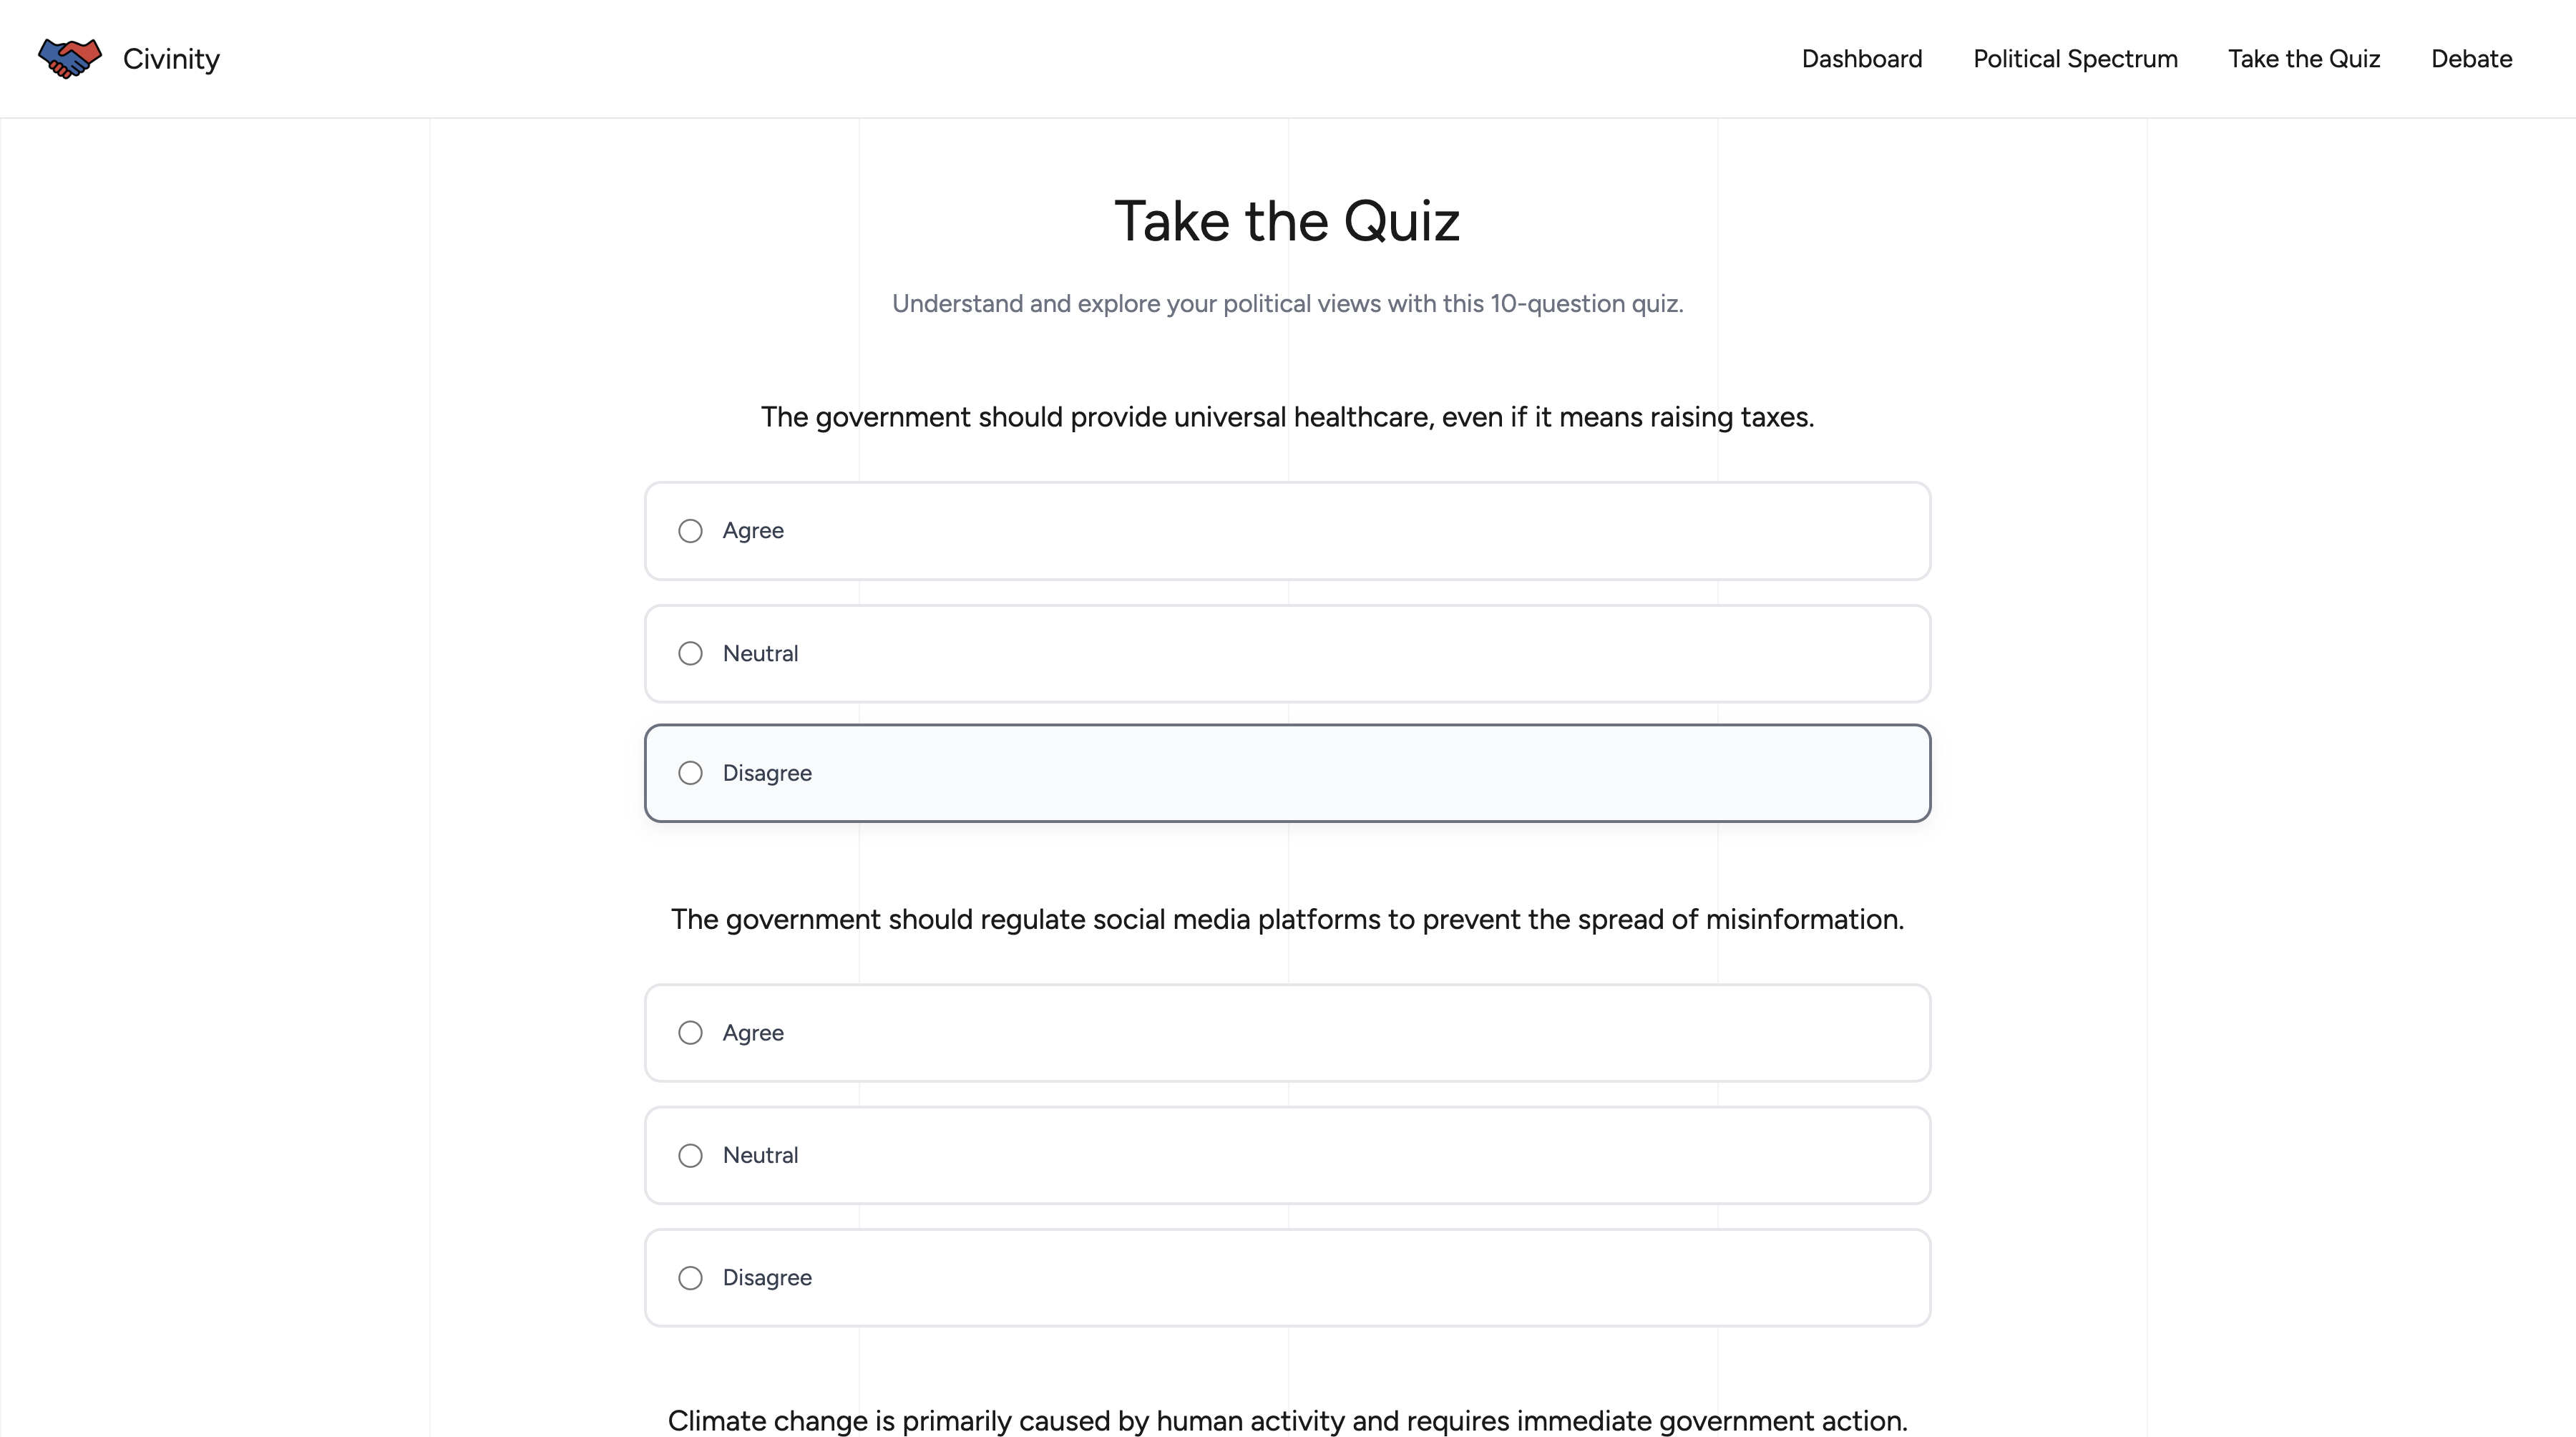 Civinity
Dashboard
Political Spectrum
Take the Quiz
Debate
Take the Quiz
Understand and explore your political views with this 10-question quiz.
The government should provide universal healthcare, even if it means raising taxes.
Agree
Neutral
Disagree
The government should regulate social media platforms to prevent the spread of misinformation.
Agree
Neutral
Disagree
Climate change is primarily caused by human activity and requires immediate government action.